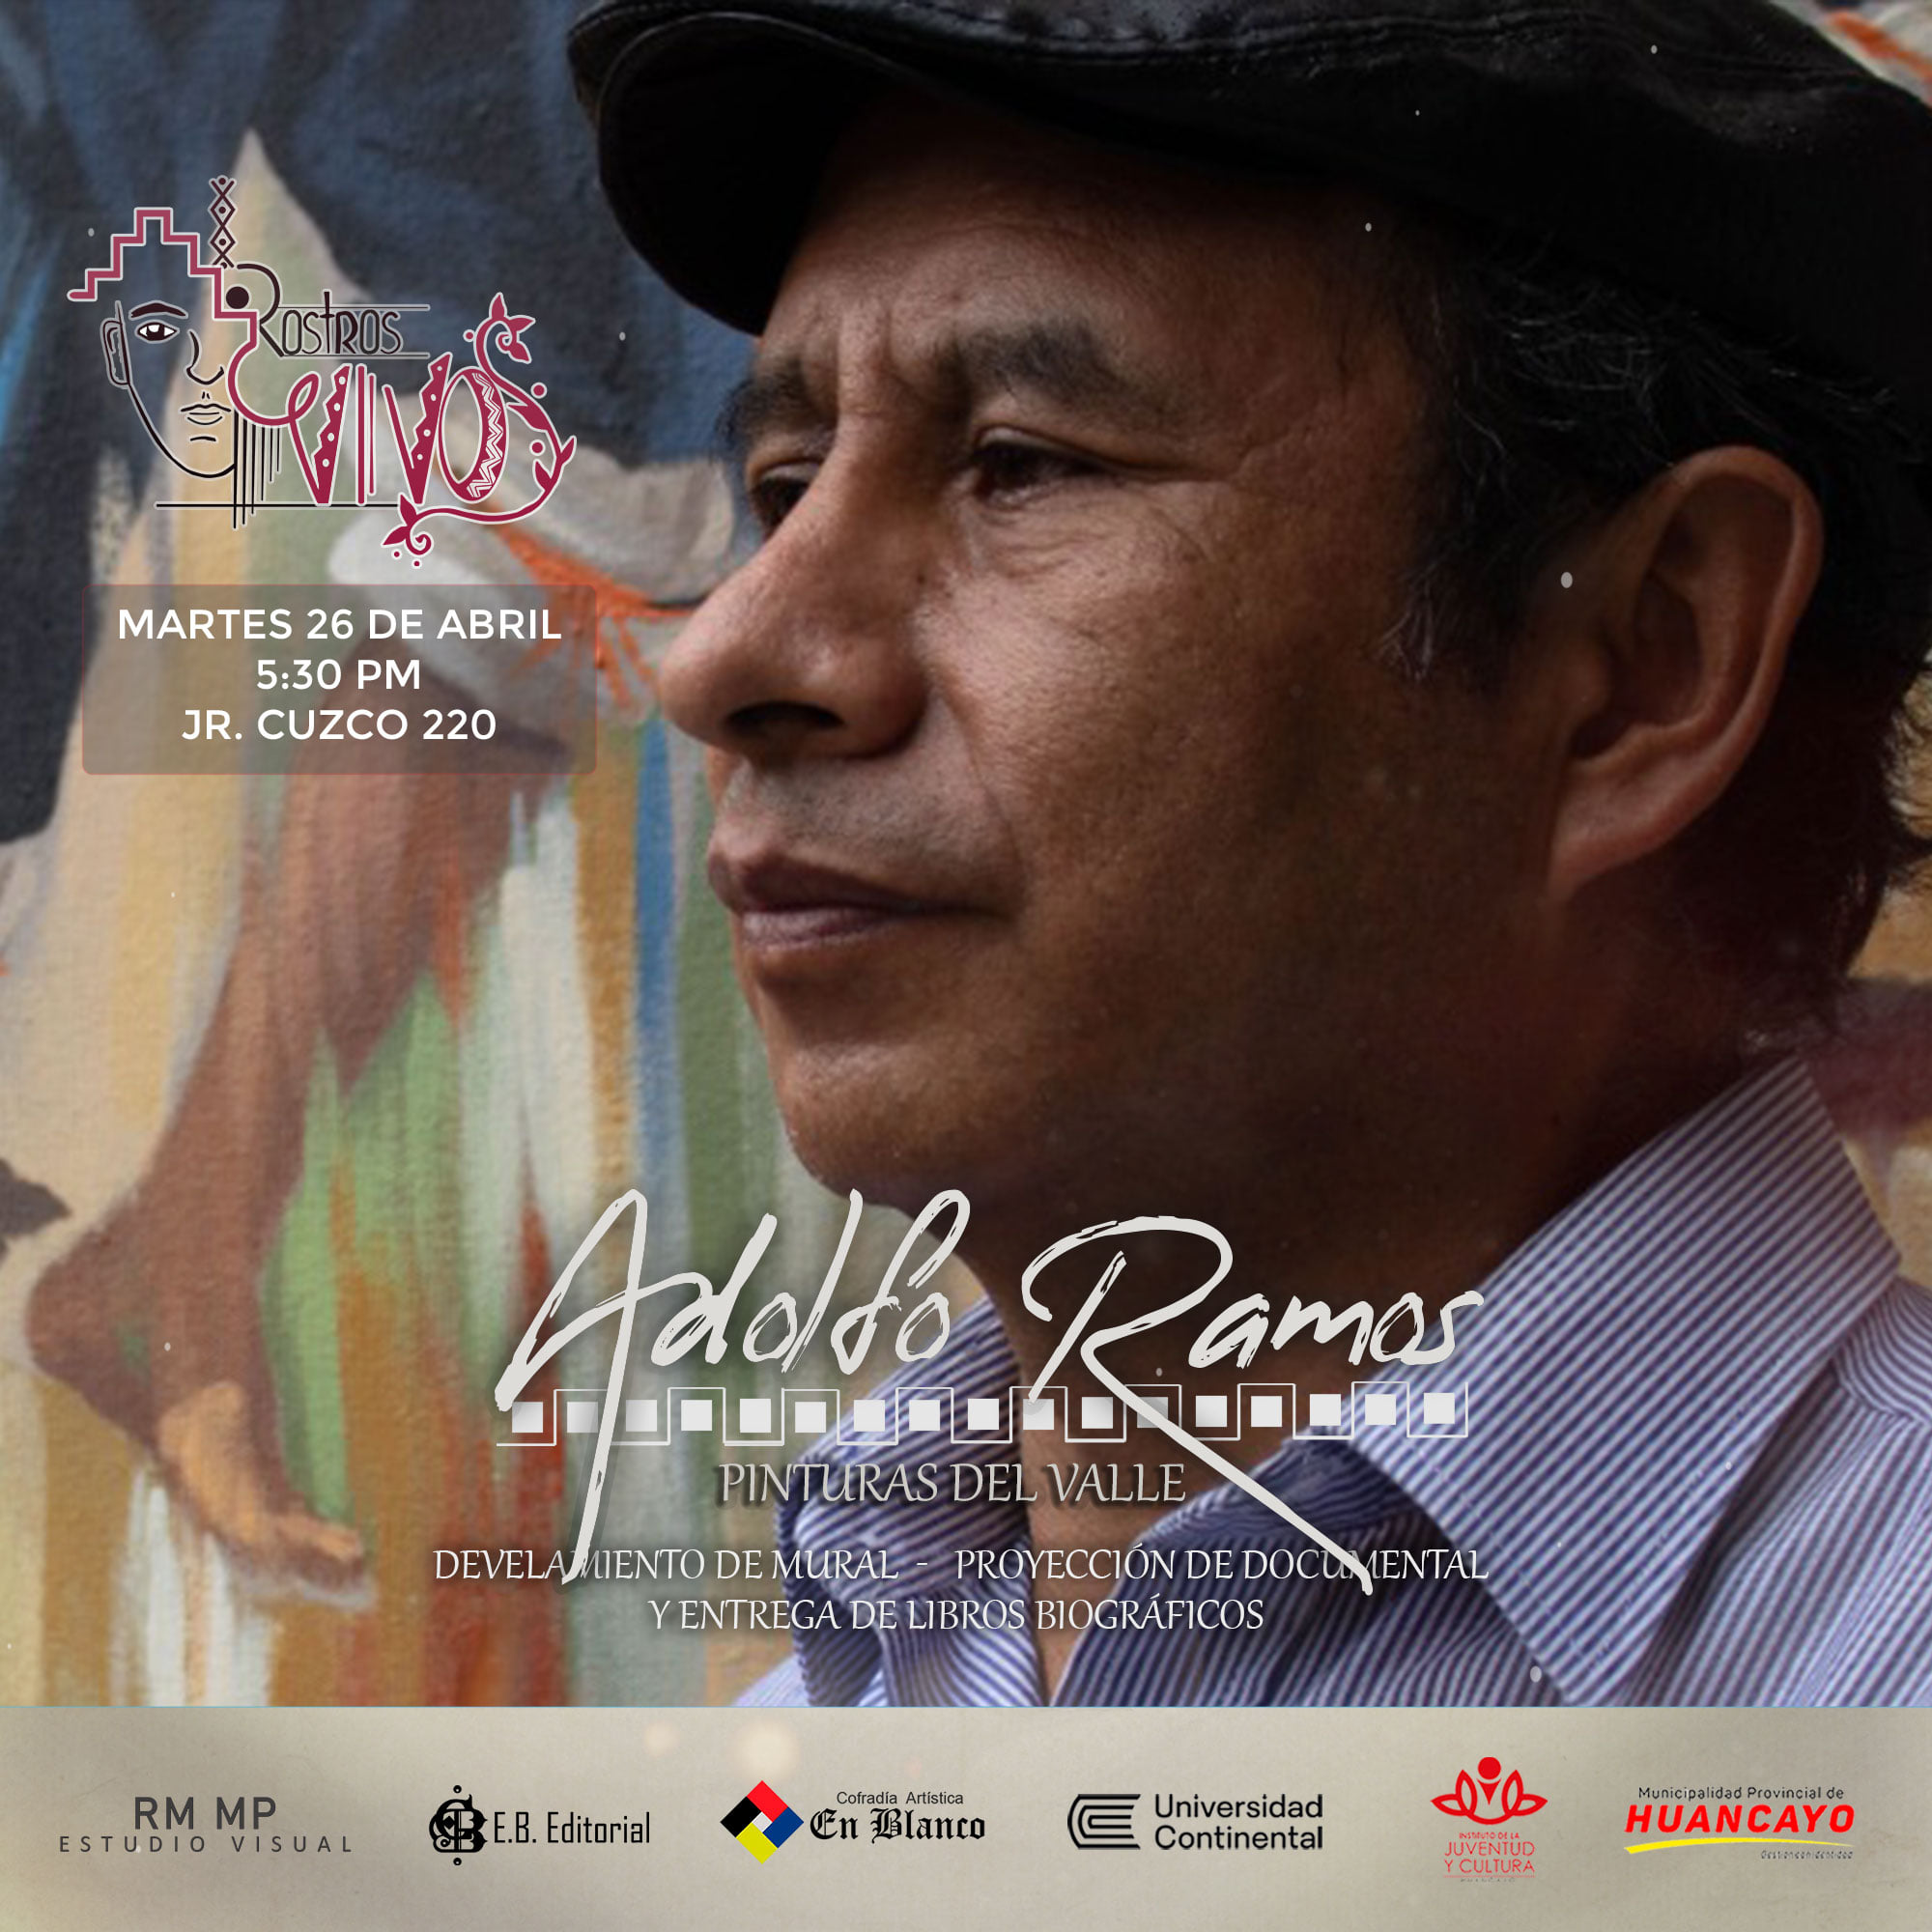 Rostros
VIVOS
MARTES 26 DE ABRIL
5:30 PM
JR. CUZCO 220
Adolfo Ramos
PINTURAS DEL VALLE
DEVELAMIENTO DE MURAL - PROYECCIÓN DE DOCUMENTAL
Y ENTREGA DE LIBROS BIOGRÁFICOS
RM MP
ESTUDIO VISUAL
E.B. Editorial
Cofradía Artística
En Blanco
Universidad
Continental
INSTITUTO DE LA
JUVENTUD
Y CULTURA
Municipalidad Provincial de
HUANCAYO